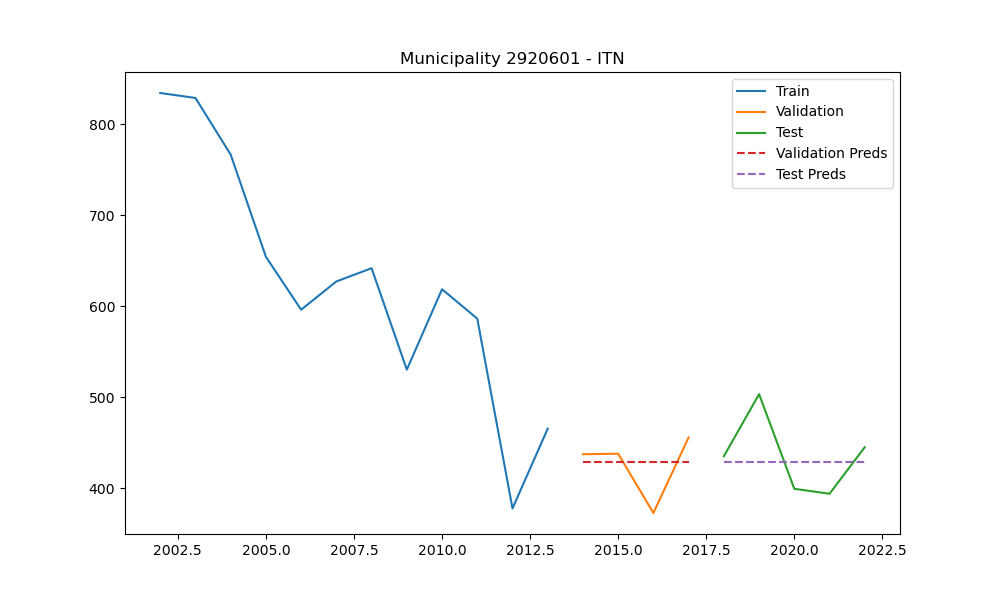 Municipality 2920601 - ITN
Train
Validation
Test
Validation Preds
Test Preds
800
700
600
500
400
2002.5 2005.0 2007.5 2010.0 2012.5 2015.0 2017.5 2020.0 2022.5